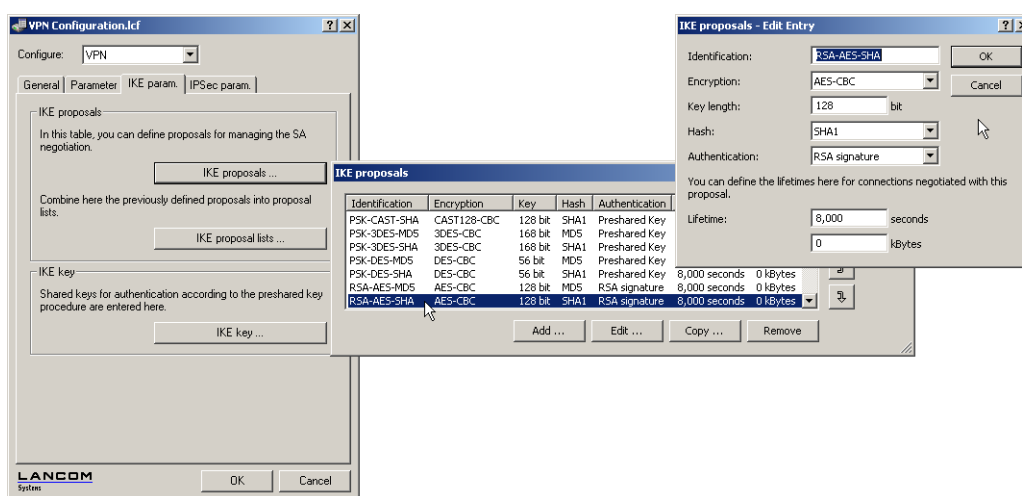 VPN Configuration.lcf
Configure: VPN
General Parameter IKE param. IPSec param.
IKE proposals
In this table, you can define proposals for managing the SA
negotiation.
IKE proposals ...
Combine here the previously defined proposals into proposal
lists.
IKE proposal lists ...
IKE key
Shared keys for authentication according to the preshared key
procedure are entered here.
IKE key ...
LANCOM
Systems
OK Cancel
IKE proposals
Identification Encryption Key Hash Authentication
PSK-CAST-SHA CAST128-CBC 128 bit SHA1 Preshared Key
PSK-3DES-MD5 3DES-CBC 168 bit MD5 Preshared Key
PSK-3DES-SHA 3DES-CBC 168 bit SHA1 Preshared Key
PSK-DES-MD5 DES-CBC 56 bit MD5 Preshared Key
PSK-DES-SHA DES-CBC 56 bit SHA1 Preshared Key 8,000 seconds 0 kBytes
RSA-AES-MD5 AES-CBC 128 bit MD5 RSA signature 8,000 seconds 0 kBytes
RSA-AES-SHA AES-CBC 128 bit SHA1 RSA signature 8,000 seconds 0 kBytes
Add ... Edit ... Copy ... Remove
IKE proposals - Edit Entry
Identification: RSA-AES-SHA OK
Encryption: AES-CBC Cancel
Key length: 128 bit
Hash: SHA1
Authentication: RSA signature
You can define the lifetimes here for connections negotiated with this
proposal.
Lifetime: 8,000 seconds
0 kBytes